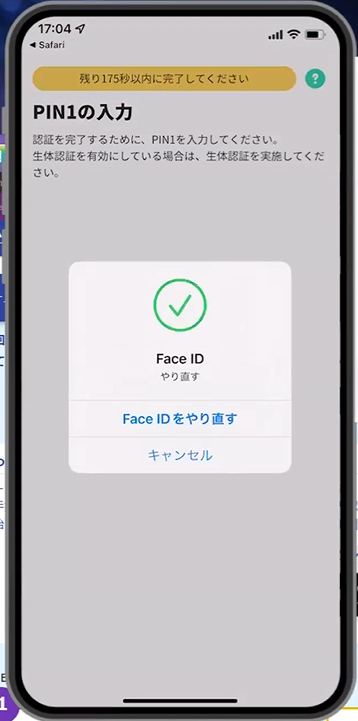 17:04
◀ Safari
残り175秒以内に完了してください
?
PIN1の入力
認証を完了するために、PIN1を入力してください。
生体認証を有効にしている場合は、生体認証を実施してくだ
さい。
Face ID
やり直す
Face IDをやり直す
キャンセル